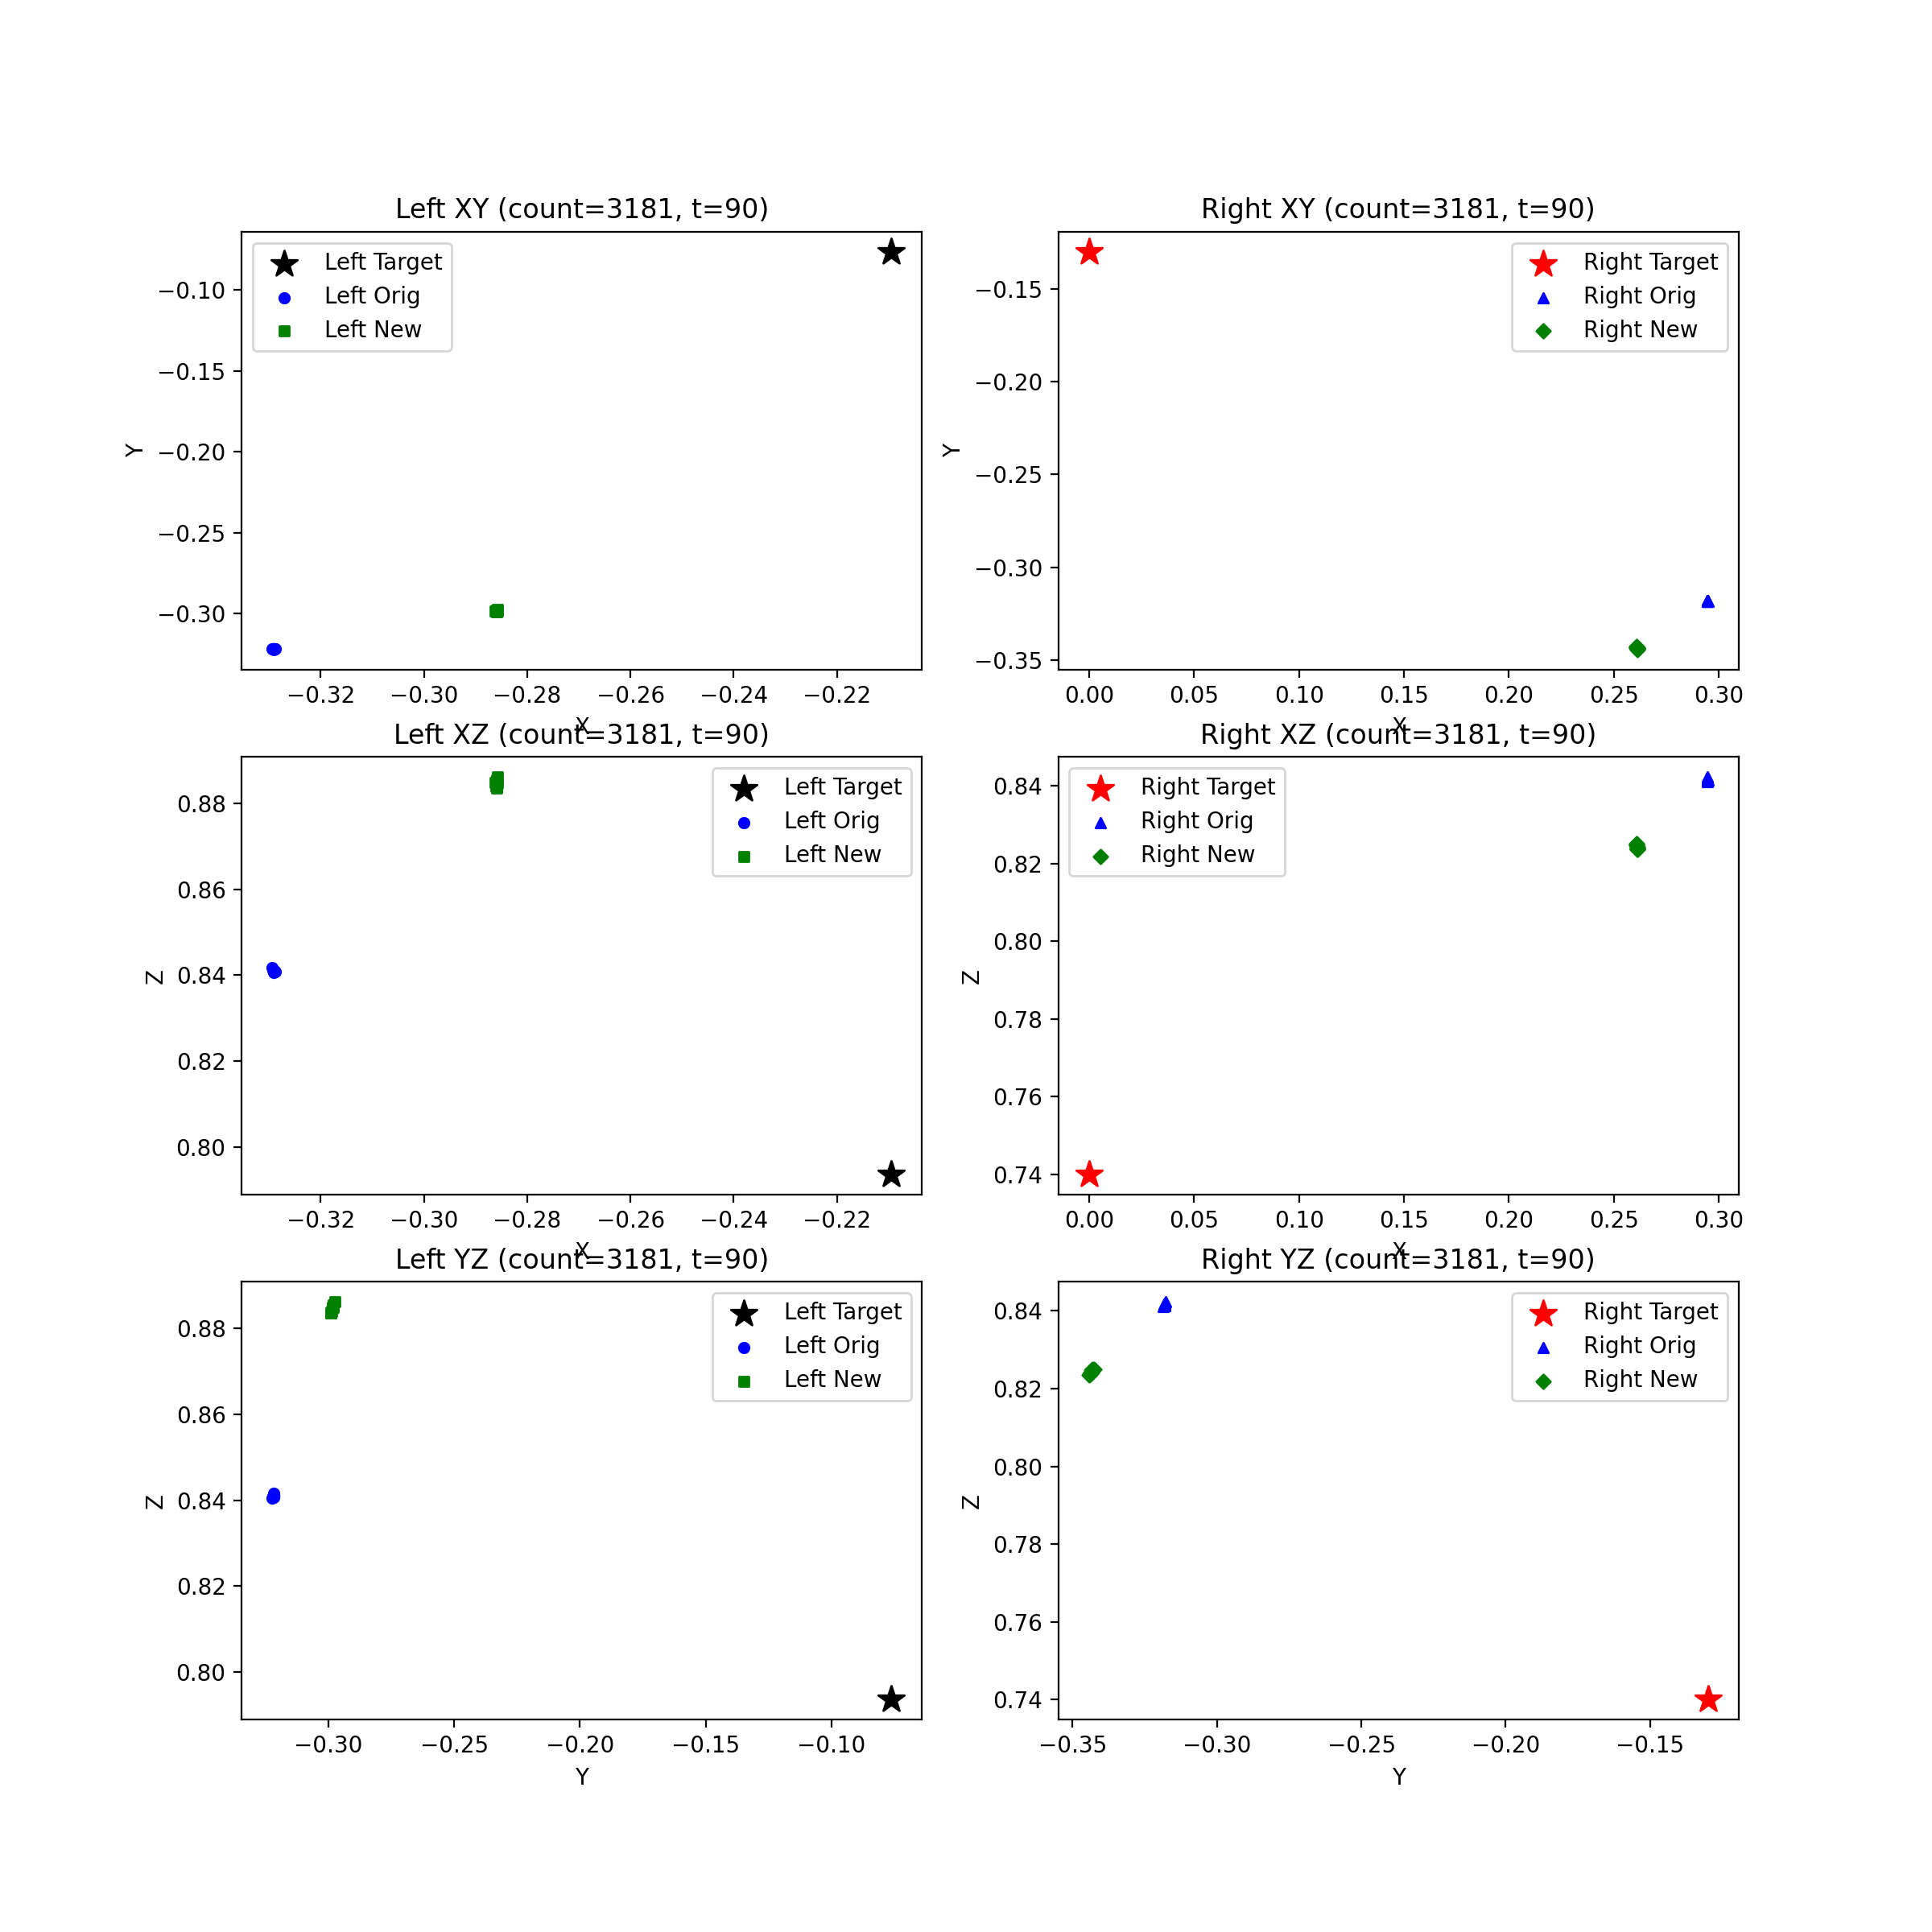 Left XY (count=3181, t=90)
Left Target
Left Orig
Left New
−0.10
−0.15
−0.20
−0.25
−0.30
Y
−0.32 −0.30 −0.28 −0.26 −0.24 −0.22
X
Right XY (count=3181, t=90)
Right Target
Right Orig
Right New
−0.15
−0.20
−0.25
−0.30
−0.35
Y
0.00 0.05 0.10 0.15 0.20 0.25 0.30
X
Left XZ (count=3181, t=90)
Left Target
Left Orig
Left New
0.88
0.86
0.84
0.82
0.80
Z
−0.32 −0.30 −0.28 −0.26 −0.24 −0.22
X
Right XZ (count=3181, t=90)
Right Target
Right Orig
Right New
0.84
0.82
0.80
0.78
0.76
0.74
Z
0.00 0.05 0.10 0.15 0.20 0.25 0.30
X
Left YZ (count=3181, t=90)
Left Target
Left Orig
Left New
0.88
0.86
0.84
0.82
0.80
Z
−0.30 −0.25 −0.20 −0.15 −0.10
Y
Right YZ (count=3181, t=90)
Right Target
Right Orig
Right New
0.84
0.82
0.80
0.78
0.76
0.74
Z
−0.35 −0.30 −0.25 −0.20 −0.15
Y